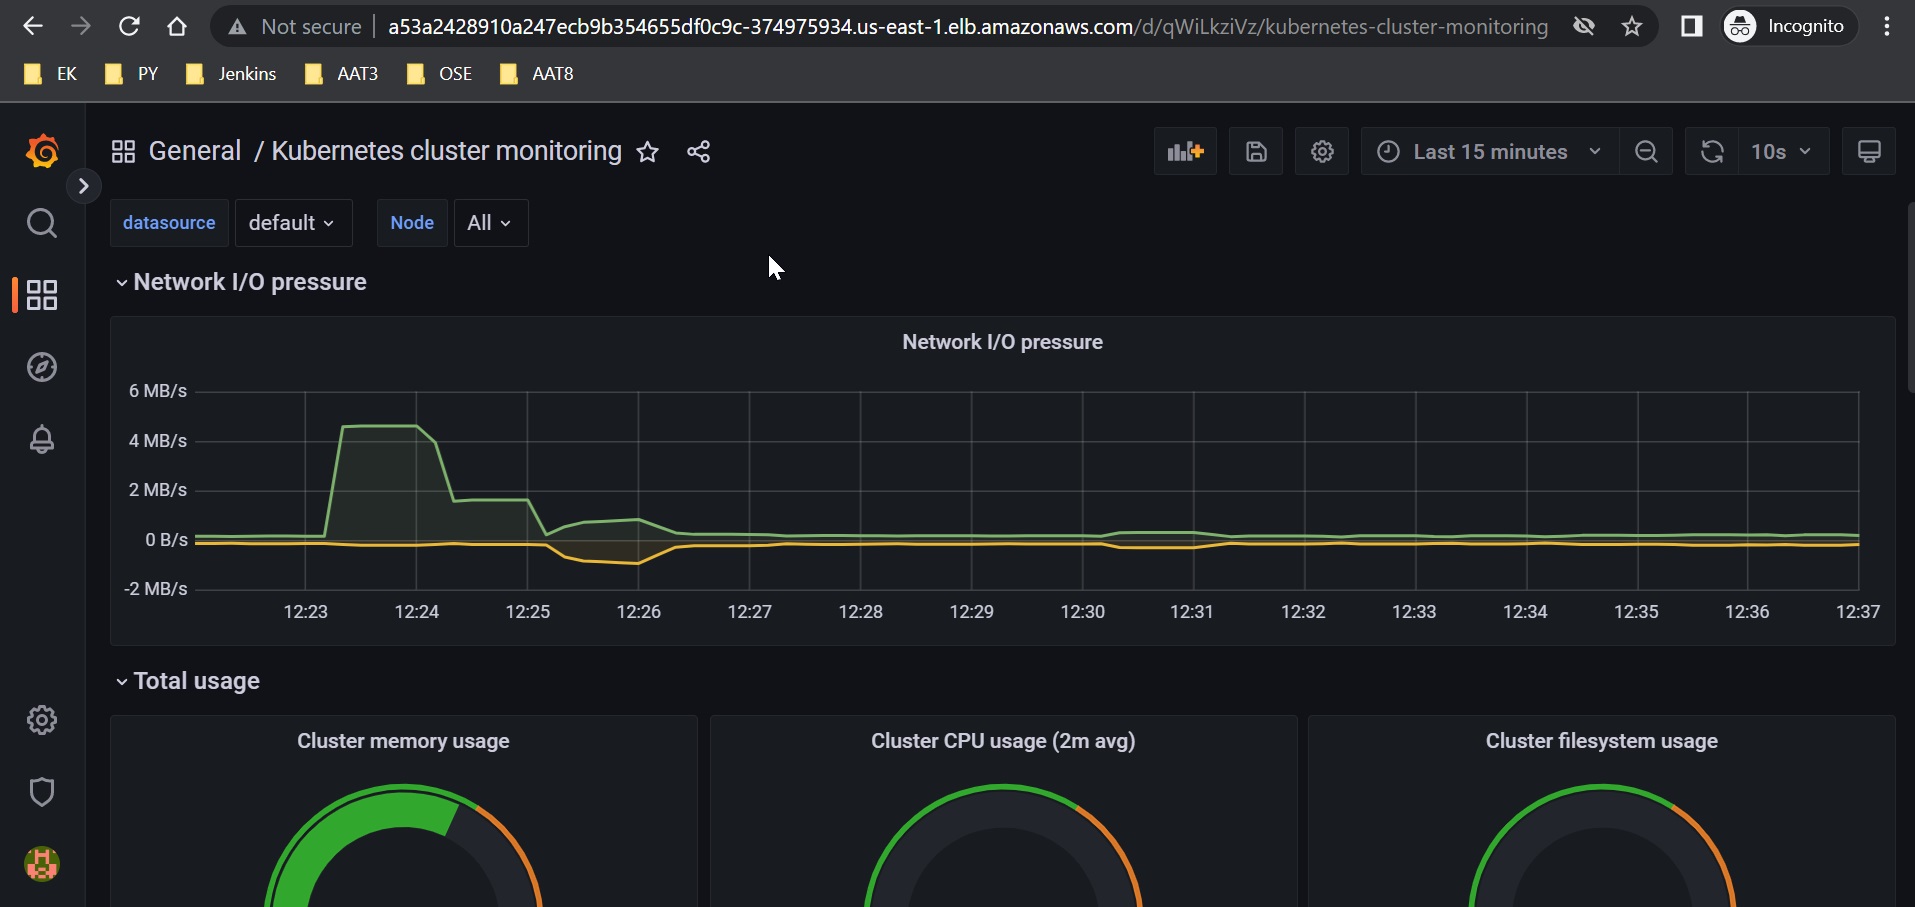 Not secure a53a2428910a247ecb9b354655df0c9c-374975934.us-east-1.elb.amazonaws.com/d/qWiLkziVz/kubernetes-cluster-monitoring Incognito
EK PY Jenkins AAT3 OSE AAT8
General / Kubernetes cluster monitoring Last 15 minutes 10s
datasource default Node All
Network I/O pressure
Network I/O pressure
6 MB/s
4 MB/s
2 MB/s
0 B/s
-2 MB/s
12:23 12:24 12:25 12:26 12:27 12:28 12:29 12:30 12:31 12:32 12:33 12:34 12:35 12:36 12:37
Total usage
Cluster memory usage Cluster CPU usage (2m avg) Cluster filesystem usage